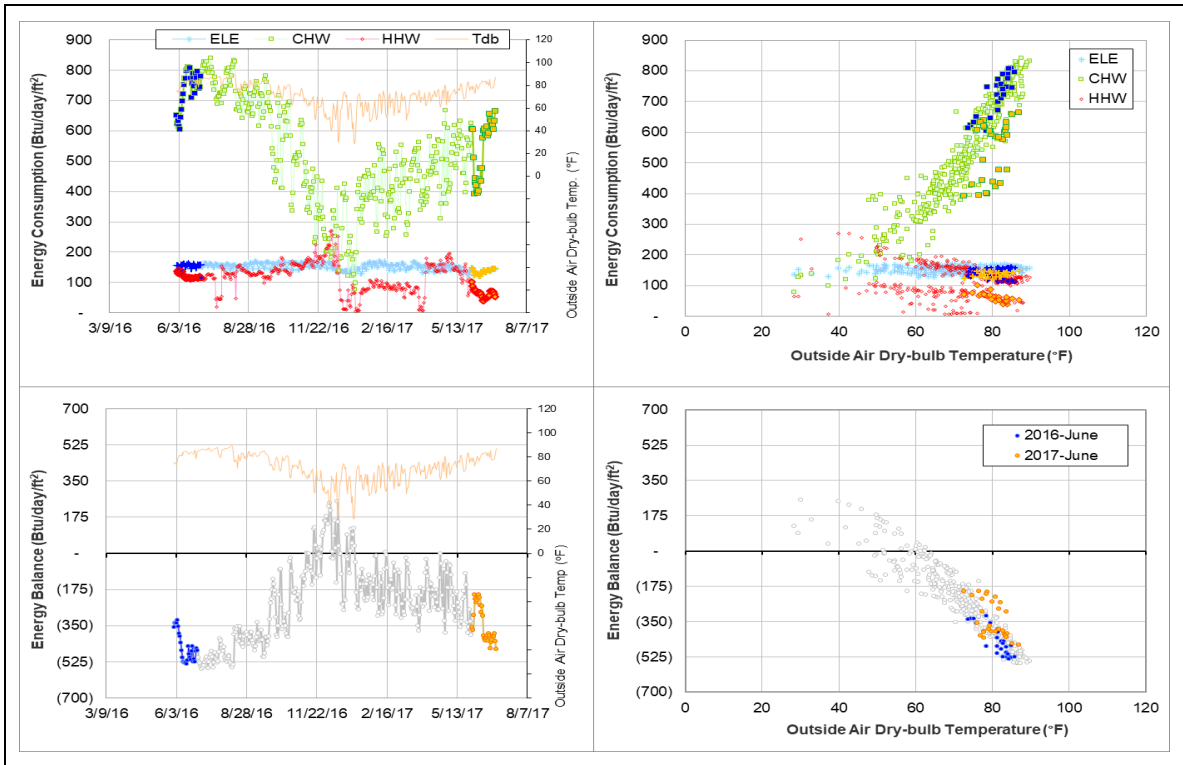 ELE CHW HHW Tdb
Energy Consumption (Btu/day/ft²)
900
800
700
600
500
400
300
200
100
-
120
100
80
60
40
20
0
Outside Air Dry-bulb Temp. (°F)
3/9/16 6/3/16 8/28/16 11/22/16 2/16/17 5/13/17 8/7/17
Energy Consumption (Btu/day/ft²)
900
800
700
600
500
400
300
200
100
-
ELE
CHW
HHW
0 20 40 60 80 100 120
Outside Air Dry-bulb Temperature (°F)
Energy Balance (Btu/day/ft²)
700
525
350
175
-
(175)
(350)
(525)
(700)
120
100
80
60
40
20
0
Outside Air Dry-bulb Temp (°F)
3/9/16 6/3/16 8/28/16 11/22/16 2/16/17 5/13/17 8/7/17
Energy Balance (Btu/day/ft²)
700
525
350
175
-
(175)
(350)
(525)
(700)
2016-June
2017-June
0 20 40 60 80 100 120
Outside Air Dry-bulb Temperature (°F)